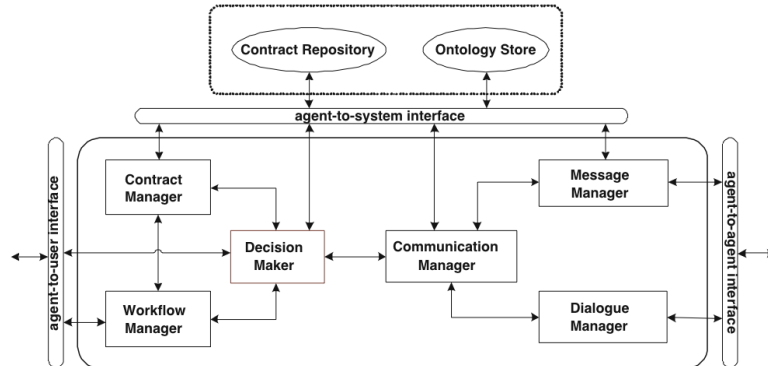 Contract Repository
Ontology Store
agent-to-system interface
agent-to-user interface
Contract
Manager
Message
Manager
agent-to-agent interface
Decision
Maker
Communication
Manager
Workflow
Manager
Dialogue
Manager